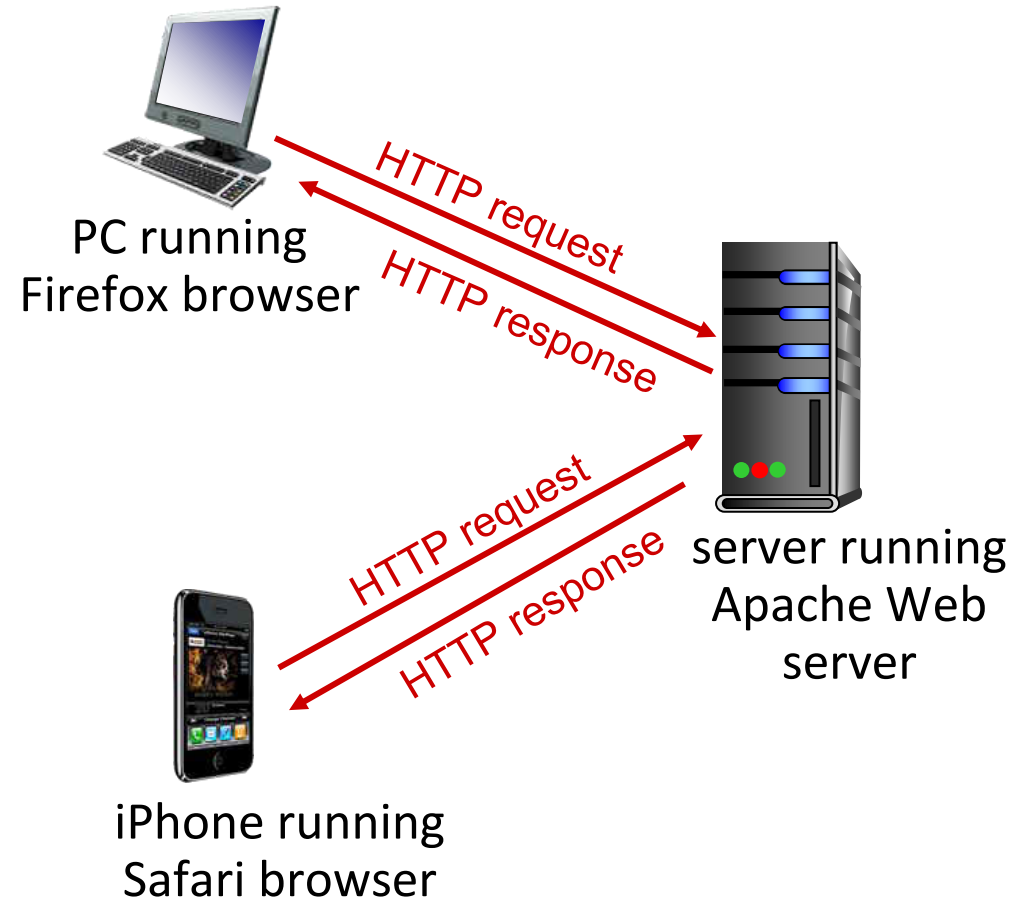 HTTP request
HTTP response
PC running
Firefox browser
HTTP request
HTTP response
server running
Apache Web
server
iPhone running
Safari browser